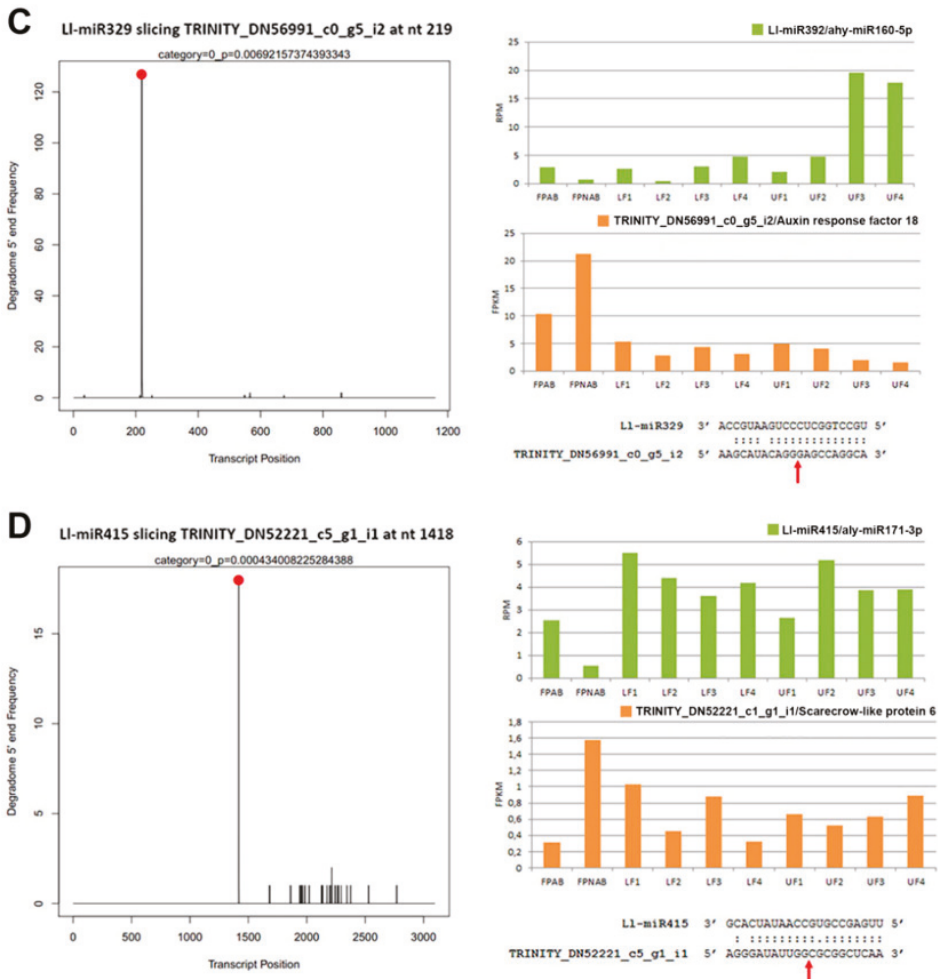 C
Ll-miR329 slicing TRINITY_DN56991_c0_g5_i2 at nt 219
category=0_p=0.00692157374393343
Degradome 5' end Frequency
120
100
80
60
40
20
0
0 200 400 600 800 1000 1200
Transcript Position
Ll-miR392/ahy-miR160-5p
RPM
25
20
15
10
5
0
FPAB FPNAB LF1 LF2 LF3 LF4 UF1 UF2 UF3 UF4
TRINITY_DN56991_c0_g5_i2/Auxin response factor 18
FPKM
25
20
15
10
5
0
FPAB FPNAB LF1 LF2 LF3 LF4 UF1 UF2 UF3 UF4
Ll-miR329 3' ACCGUAAGUCCCUCGGTCCGU 5'
:::: ::::::::::::::
TRINITY_DN56991_c0_g5_i2 5' AAGCAUACAGGGAGCCAGGCA 3'
D
Ll-miR415 slicing TRINITY_DN52221_c5_g1_i1 at nt 1418
category=0_p=0.000434008225284388
Degradome 5' end Frequency
15
10
5
0
0 500 1000 1500 2000 2500 3000
Transcript Position
Ll-miR415/aly-miR171-3p
RPM
6
5
4
3
2
1
0
FPAB FPNAB LF1 LF2 LF3 LF4 UF1 UF2 UF3 UF4
TRINITY_DN52221_c1_g1_i1/Scarecrow-like protein 6
FPKM
1,8
1,6
1,4
1,2
1
0,8
0,6
0,4
0,2
0
FPAB FPNAB LF1 LF2 LF3 LF4 UF1 UF2 UF3 UF4
Ll-miR415 3' GCACUAUAACCGUGCCGAGUU 5'
: :::::::::.::::::::
TRINITY_DN52221_c5_g1_i1 5' AGGGAUAUUGGCGCGGCUCAA 3'